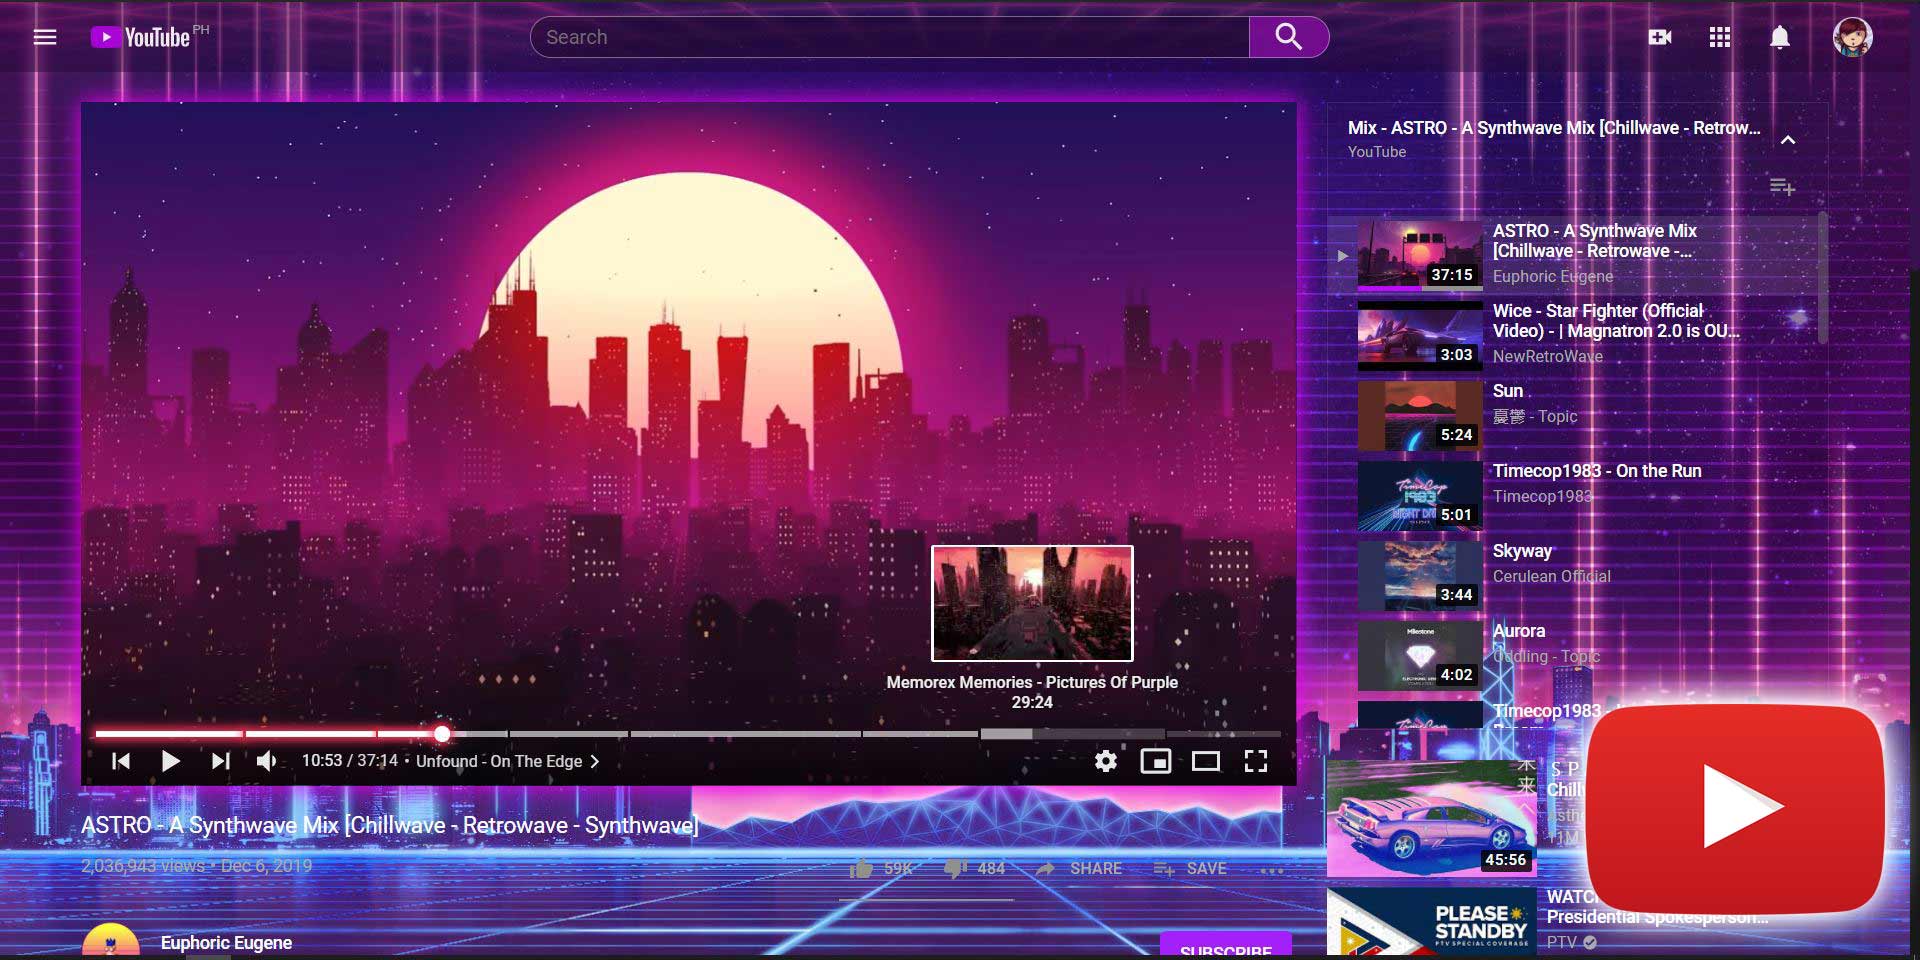 YouTube PH
Search
Mix - ASTRO - A Synthwave Mix [Chillwave - Retrow...
YouTube
ASTRO - A Synthwave Mix
[Chillwave - Retrowave -...
Euphoric Eugene
37:15
Wice - Star Fighter (Official
Video) - | Magnatron 2.0 is OU...
NewRetroWave
3:03
Sun
憂鬱 - Topic
5:24
Timecop1983 - On the Run
Timecop1983
5:01
Skyway
Cerulean Official
3:44
Aurora
Oddling - Topic
4:02
Timecop1983 -
Memorex Memories - Pictures Of Purple
29:24
10:53 / 37:14 • Unfound - On The Edge
ASTRO - A Synthwave Mix [Chillwave - Retrowave - Synthwave]
2,036,943 views • Dec 6, 2019
59K 484 SHARE SAVE
Euphoric Eugene
SUBSCRIBE
未来
S P
Chilly
11M
45:56
WATC
Presidential Spokesperson...
PTV
PLEASE
STANDBY
PTV SPECIAL COVERAGE